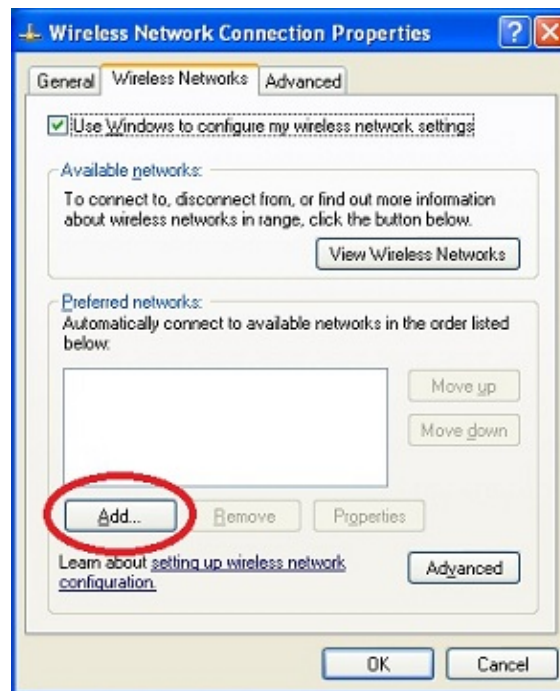 Wireless Network Connection Properties
General Wireless Networks Advanced
Use Windows to configure my wireless network settings
Available networks:
To connect to, disconnect from, or find out more information
about wireless networks in range, click the button below.
View Wireless Networks
Preferred networks:
Automatically connect to available networks in the order listed
below:
Move up
Move down
Add... Remove Properties
Learn about setting up wireless network
configuration.
Advanced
OK Cancel